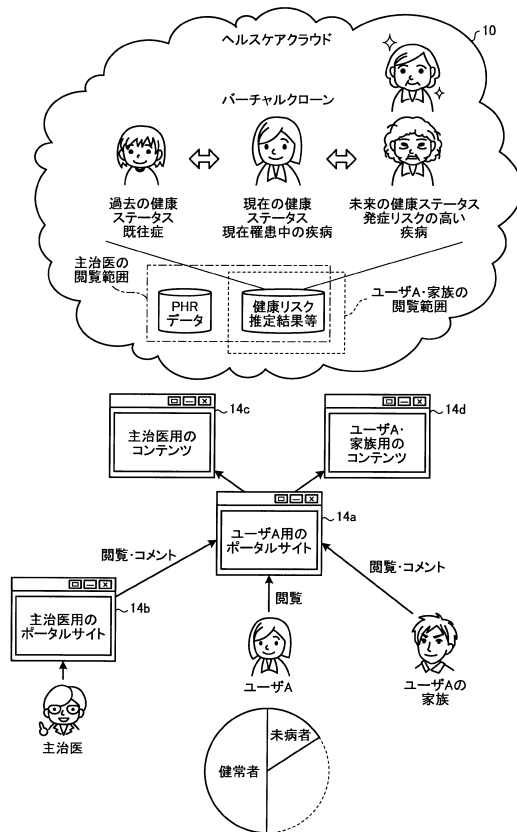 10
ヘルスケアクラウド
バーチャルクローン
過去の健康
ステータス
既往症
現在の健康
ステータス
現在罹患中の疾病
未来の健康ステータス
発症リスクの高い
疾病
主治医の
閲覧範囲
PHR
データ
健康リスク
推定結果等
ユーザA・家族の
閲覧範囲
14c
主治医用の
コンテンツ
14d
ユーザA・
家族用の
コンテンツ
14a
ユーザA用の
ポータルサイト
閲覧・コメント
閲覧・コメント
14b
主治医用の
ポータルサイト
閲覧
主治医
ユーザA
ユーザAの
家族
未病者
健常者